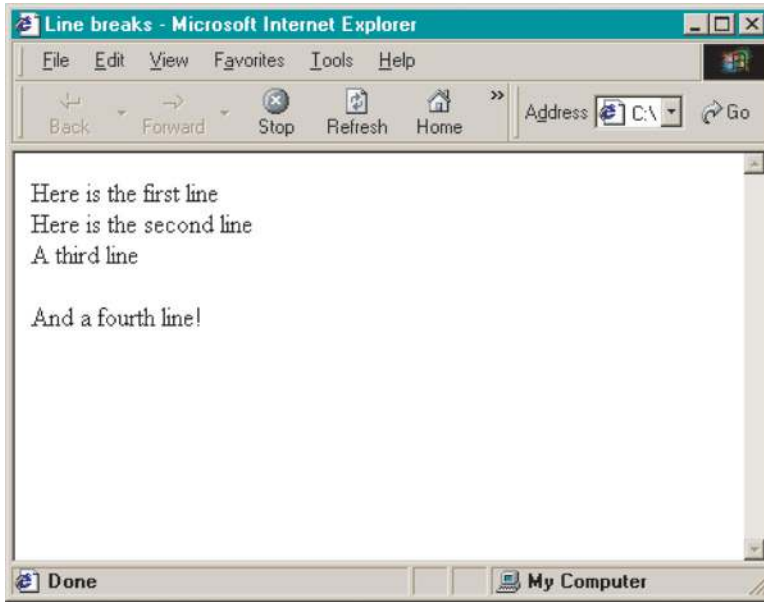 Line breaks - Microsoft Internet Explorer
File Edit View Favorites Tools Help
Back Forward Stop Refresh Home » Address C:\ Go
Here is the first line
Here is the second line
A third line
And a fourth line!
Done My Computer